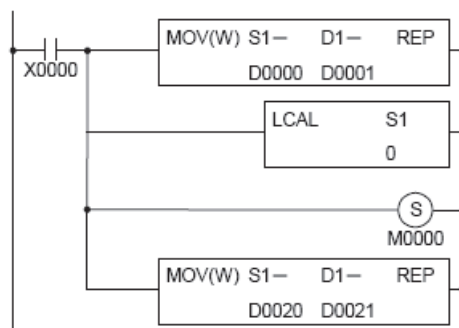 MOV(W) S1– D1– REP
X0000
D0000 D0001
LCAL S1
0
S
M0000
MOV(W) S1– D1– REP
D0020 D0021